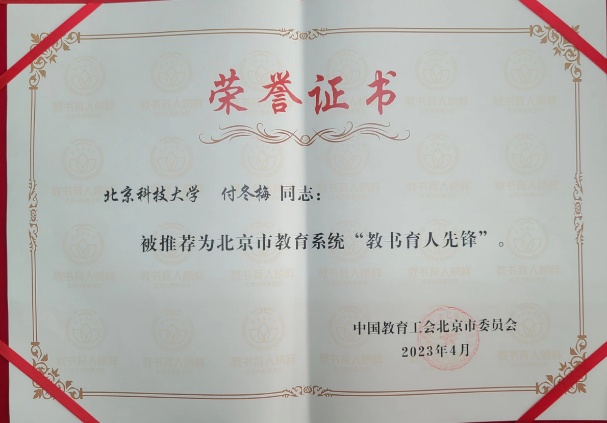 荣誉证书
北京科技大学 付冬梅 同志：
被推荐为北京市教育系统“教书育人先锋”。
中国教育工会北京市委员会
2023年4月